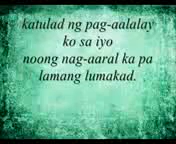 katulad ng pag-aalalay
ko sa iyo
noong nag-aaral ka pa
lamang lumakad.